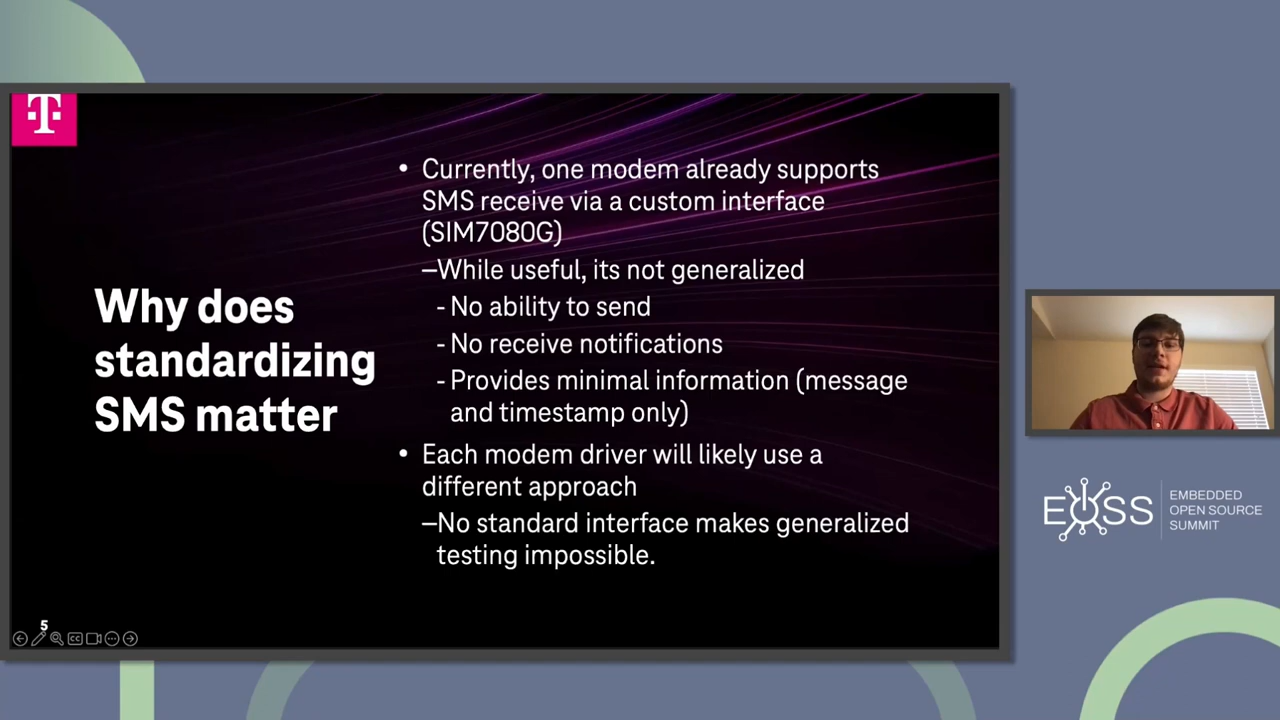 T
Why does
standardizing
SMS matter
• Currently, one modem already supports
SMS receive via a custom interface
(SIM7080G)
–While useful, its not generalized
- No ability to send
- No receive notifications
- Provides minimal information (message
and timestamp only)
• Each modem driver will likely use a
different approach
–No standard interface makes generalized
testing impossible.
5
CC
EOSS
EMBEDDED
OPEN SOURCE
SUMMIT